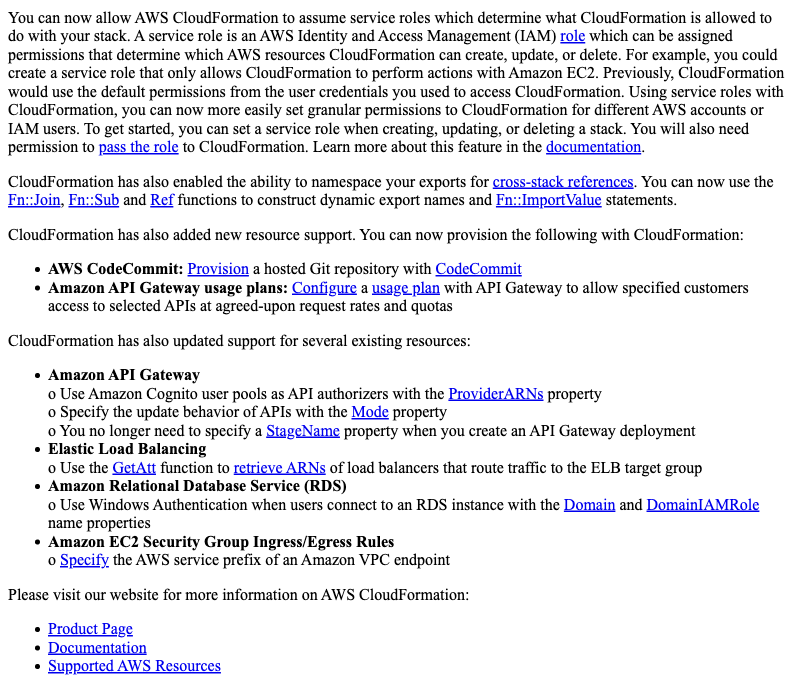 You can now allow AWS CloudFormation to assume service roles which determine what CloudFormation is allowed to
do with your stack. A service role is an AWS Identity and Access Management (IAM) role which can be assigned
permissions that determine which AWS resources CloudFormation can create, update, or delete. For example, you could
create a service role that only allows CloudFormation to perform actions with Amazon EC2. Previously, CloudFormation
would use the default permissions from the user credentials you used to access CloudFormation. Using service roles with
CloudFormation, you can now more easily set granular permissions to CloudFormation for different AWS accounts or
IAM users. To get started, you can set a service role when creating, updating, or deleting a stack. You will also need
permission to pass the role to CloudFormation. Learn more about this feature in the documentation.
CloudFormation has also enabled the ability to namespace your exports for cross-stack references. You can now use the
Fn::Join, Fn::Sub and Ref functions to construct dynamic export names and Fn::ImportValue statements.
CloudFormation has also added new resource support. You can now provision the following with CloudFormation:
• AWS CodeCommit: Provision a hosted Git repository with CodeCommit
• Amazon API Gateway usage plans: Configure a usage plan with API Gateway to allow specified customers
access to selected APIs at agreed-upon request rates and quotas
CloudFormation has also updated support for several existing resources:
• Amazon API Gateway
o Use Amazon Cognito user pools as API authorizers with the ProviderARNs property
o Specify the update behavior of APIs with the Mode property
o You no longer need to specify a StageName property when you create an API Gateway deployment
• Elastic Load Balancing
o Use the GetAtt function to retrieve ARNs of load balancers that route traffic to the ELB target group
• Amazon Relational Database Service (RDS)
o Use Windows Authentication when users connect to an RDS instance with the Domain and DomainIAMRole
name properties
• Amazon EC2 Security Group Ingress/Egress Rules
o Specify the AWS service prefix of an Amazon VPC endpoint
Please visit our website for more information on AWS CloudFormation:
• Product Page
• Documentation
• Supported AWS Resources